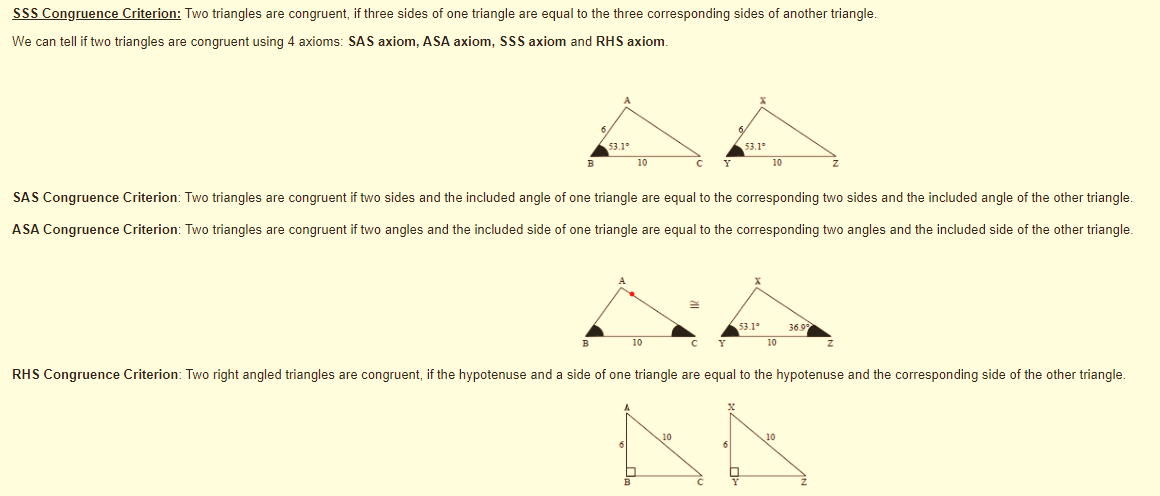 SSS Congruence Criterion: Two triangles are congruent, if three sides of one triangle are equal to the three corresponding sides of another triangle.
We can tell if two triangles are congruent using 4 axioms: SAS axiom, ASA axiom, SSS axiom and RHS axiom.
A X
6 6
53.1° 53.1°
B 10 C Y 10 Z
SAS Congruence Criterion: Two triangles are congruent if two sides and the included angle of one triangle are equal to the corresponding two sides and the included angle of the other triangle.
ASA Congruence Criterion: Two triangles are congruent if two angles and the included side of one triangle are equal to the corresponding two angles and the included side of the other triangle.
A X
≅
53.1° 36.9°
B 10 C Y 10 Z
RHS Congruence Criterion: Two right angled triangles are congruent, if the hypotenuse and a side of one triangle are equal to the hypotenuse and the corresponding side of the other triangle.
A X
10 10
6 6
B C Y Z